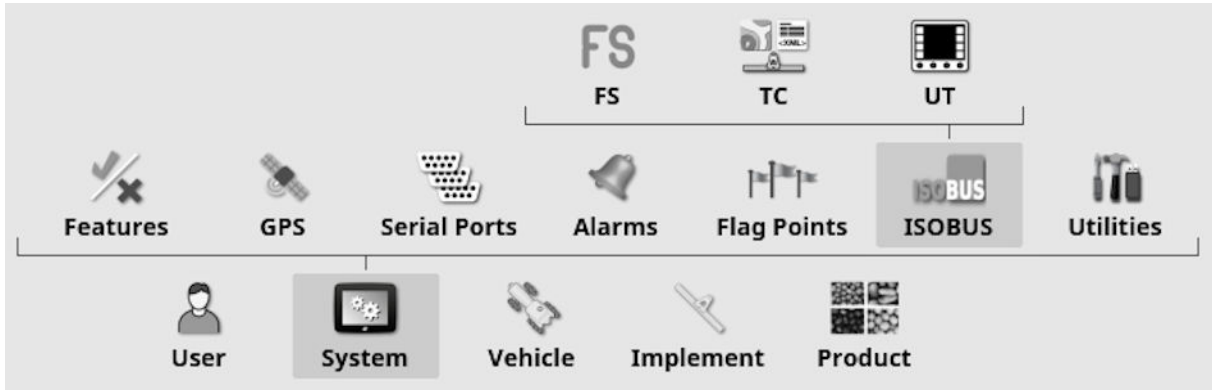 FS
<XML>
FS TC UT
ISOBUS
Features GPS Serial Ports Alarms Flag Points ISOBUS Utilities
User System Vehicle Implement Product